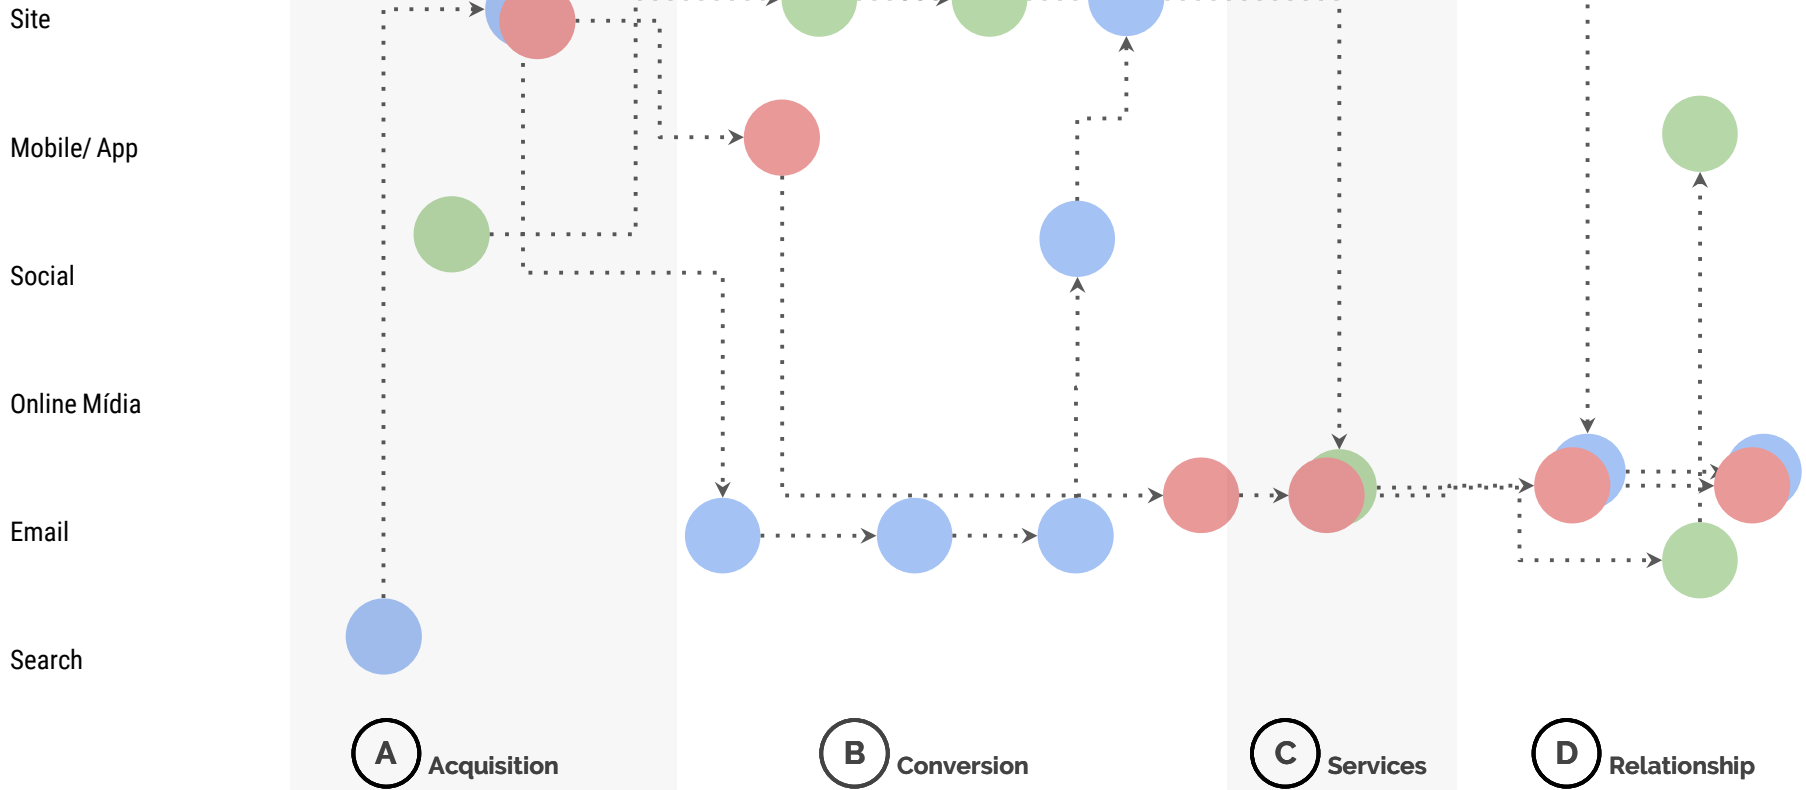 Site
Mobile/ App
Social
Online Mídia
Email
Search
A Acquisition
B Conversion
C Services
D Relationship